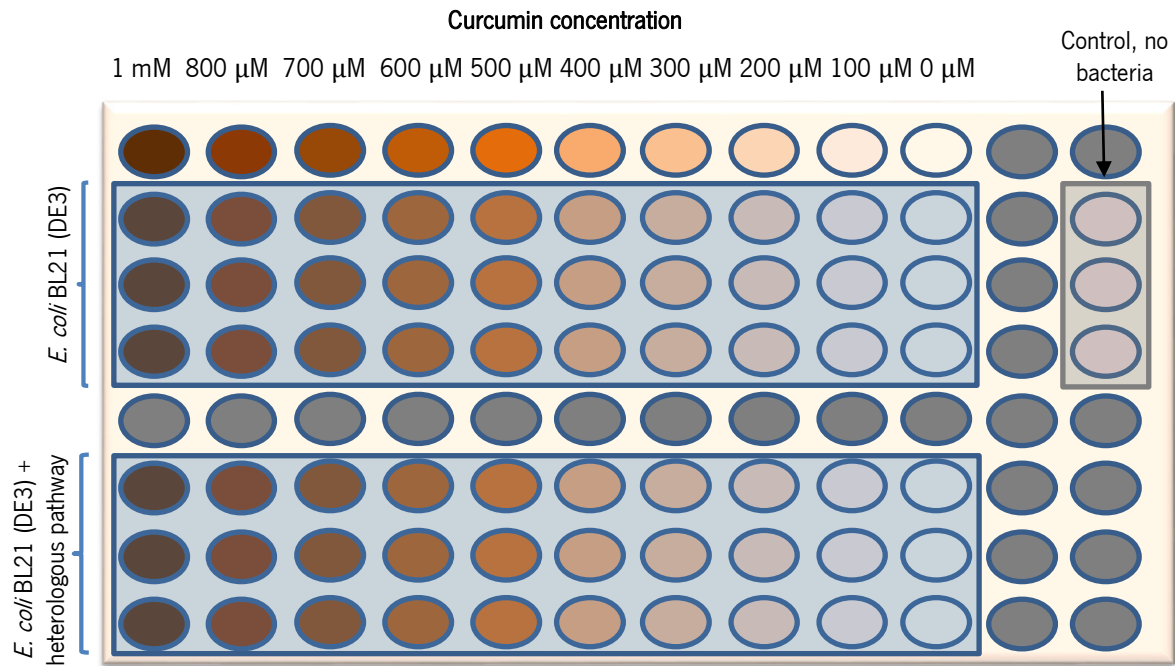 Curcumin concentration
1 mM 800 μM 700 μM 600 μM 500 μM 400 μM 300 μM 200 μM 100 μM 0 μM
Control, no
bacteria
E. coli BL21 (DE3)
E. coli BL21 (DE3) +
heterologous pathway